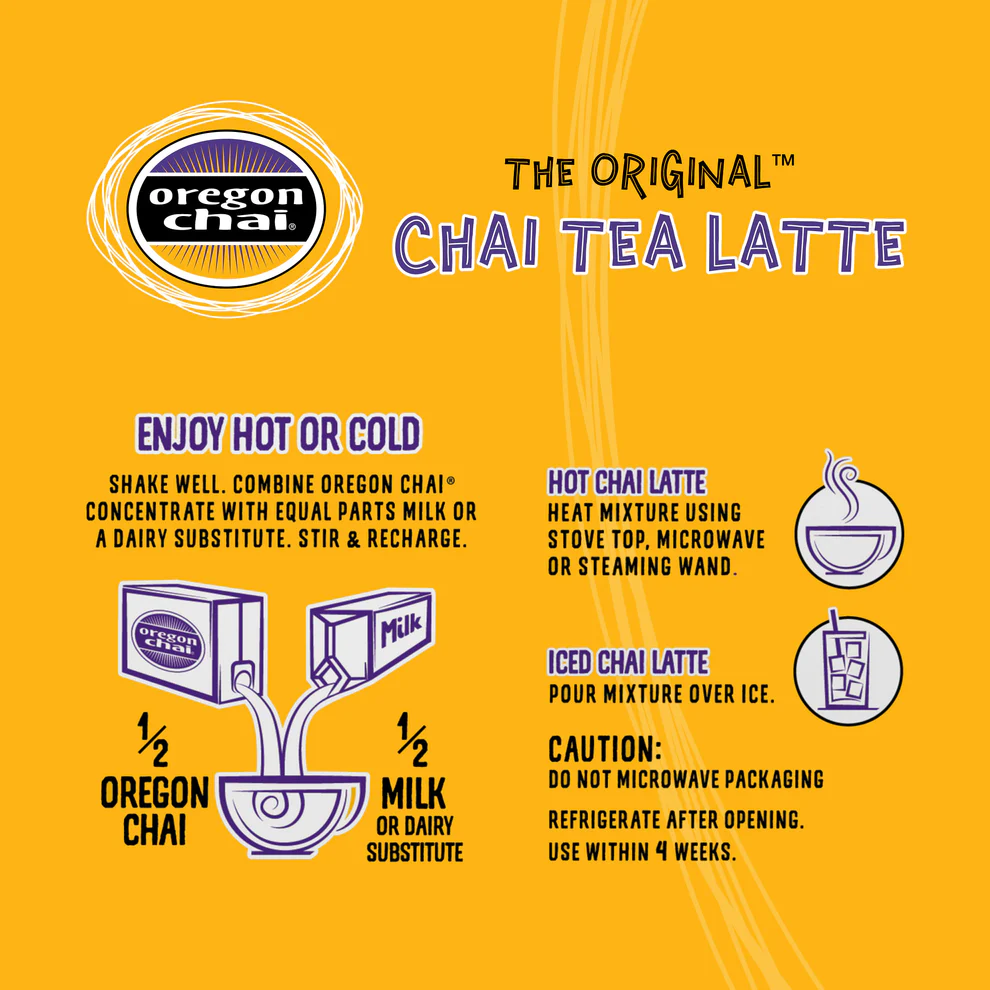 oregon
chai®
THE ORIGINAL™
CHAI TEA LATTE
ENJOY HOT OR COLD
SHAKE WELL. COMBINE OREGON CHAI®
CONCENTRATE WITH EQUAL PARTS MILK OR
A DAIRY SUBSTITUTE. STIR & RECHARGE.
oregon
chai
Milk
1/2
OREGON
CHAI
1/2
MILK
OR DAIRY
SUBSTITUTE
HOT CHAI LATTE
HEAT MIXTURE USING
STOVE TOP, MICROWAVE
OR STEAMING WAND.
ICED CHAI LATTE
POUR MIXTURE OVER ICE.
CAUTION:
DO NOT MICROWAVE PACKAGING
REFRIGERATE AFTER OPENING.
USE WITHIN 4 WEEKS.